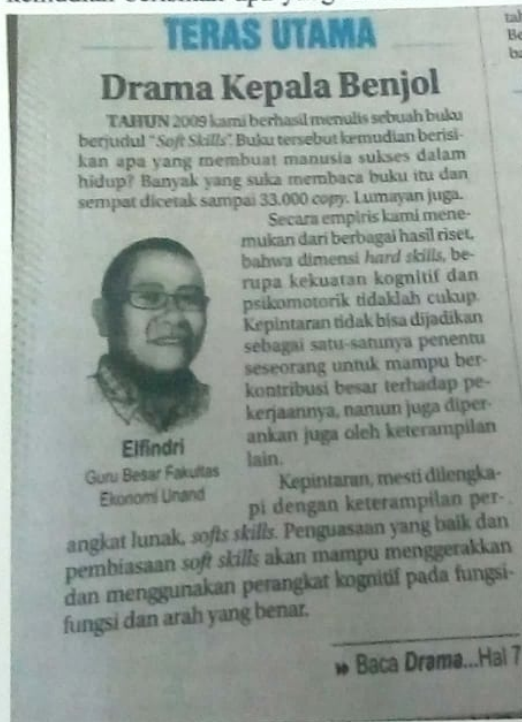 TERAS UTAMA
Drama Kepala Benjol
TAHUN 2009 kami berhasil menulis sebuah buku
berjudul "Soft Skills". Buku tersebut kemudian berisi-
kan apa yang membuat manusia sukses dalam
hidup? Banyak yang suka membaca buku itu dan
sempat dicetak sampai 33.000 copy. Lumayan juga.
Secara empiris kami mene-
mukan dari berbagai hasil riset,
bahwa dimensi hard skills, be-
rupa kekuatan kognitif dan
psikomotorik tidaklah cukup.
Kepintaran tidak bisa dijadikan
sebagai satu-satunya penentu
seseorang untuk mampu ber-
kontribusi besar terhadap pe-
kerjaannya, namun juga diper-
ankan juga oleh keterampilan
lain.
Elfindri
Guru Besar Fakultas
Ekonomi Unand
Kepintaran, mesti dilengka-
pi dengan keterampilan per-
angkat lunak, softs skills. Penguasaan yang baik dan
pembiasaan soft skills akan mampu menggerakkan
dan menggunakan perangkat kognitif pada fungsi-
fungsi dan arah yang benar.
» Baca Drama...Hal 7